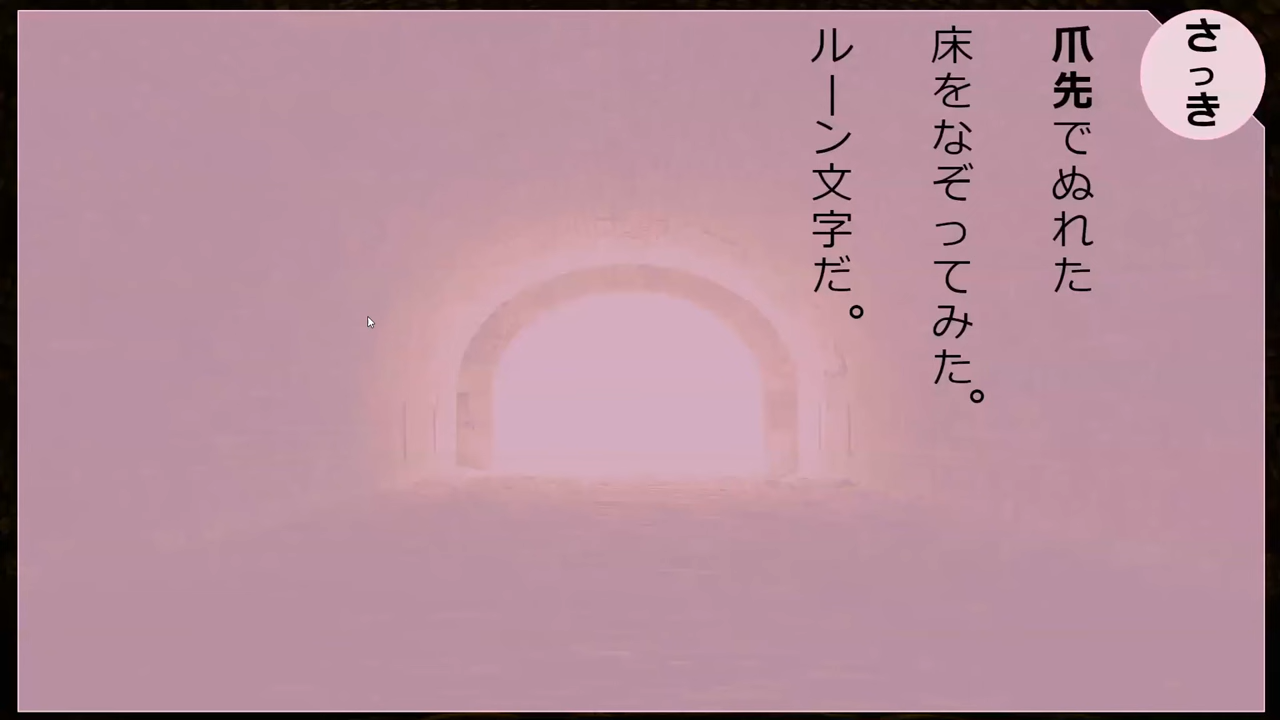 さっき
爪先でぬれた
床をなぞってみた。
ルーン文字だ。